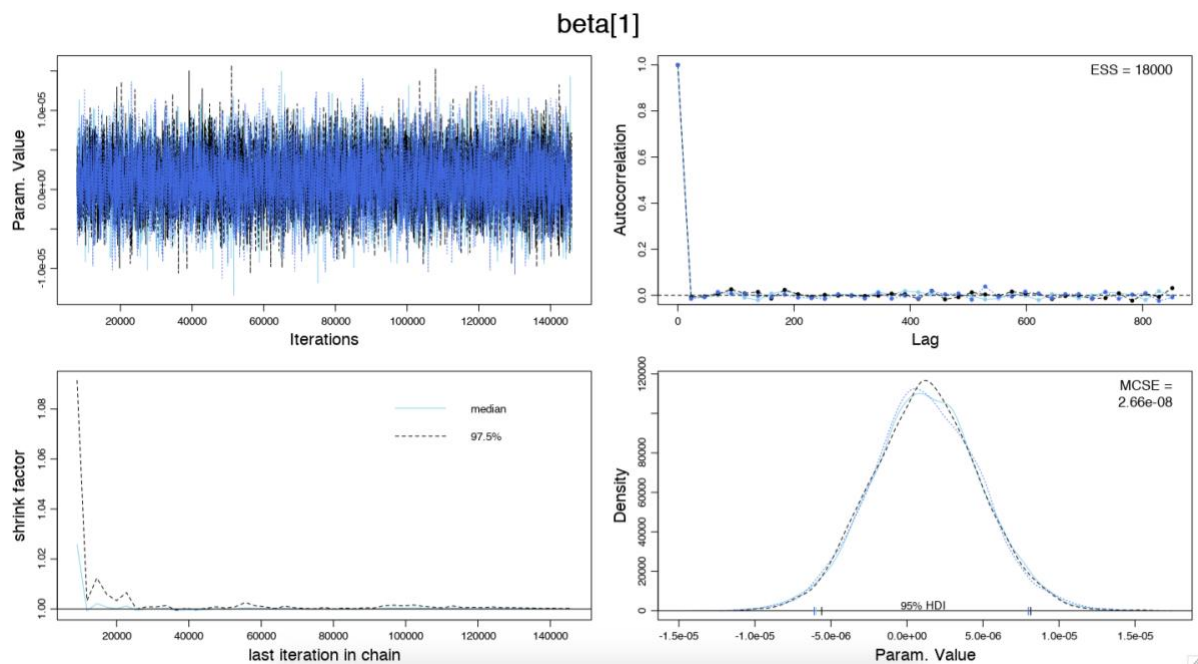 beta[1]
Param. Value
1.0e-05
0.0e+00
-1.0e-05
20000 40000 60000 80000 100000 120000 140000
Iterations
Autocorrelation
1.0
0.8
0.6
0.4
0.2
0.0
ESS = 18000
0 200 400 600 800
Lag
shrink factor
1.08
1.06
1.04
1.02
1.00
median
97.5%
20000 40000 60000 80000 100000 120000 140000
last iteration in chain
Density
120000
80000
60000
40000
20000
0
MCSE =
2.66e-08
95% HDI
-1.5e-05 -1.0e-05 -5.0e-06 0.0e+00 5.0e-06 1.0e-05 1.5e-05
Param. Value